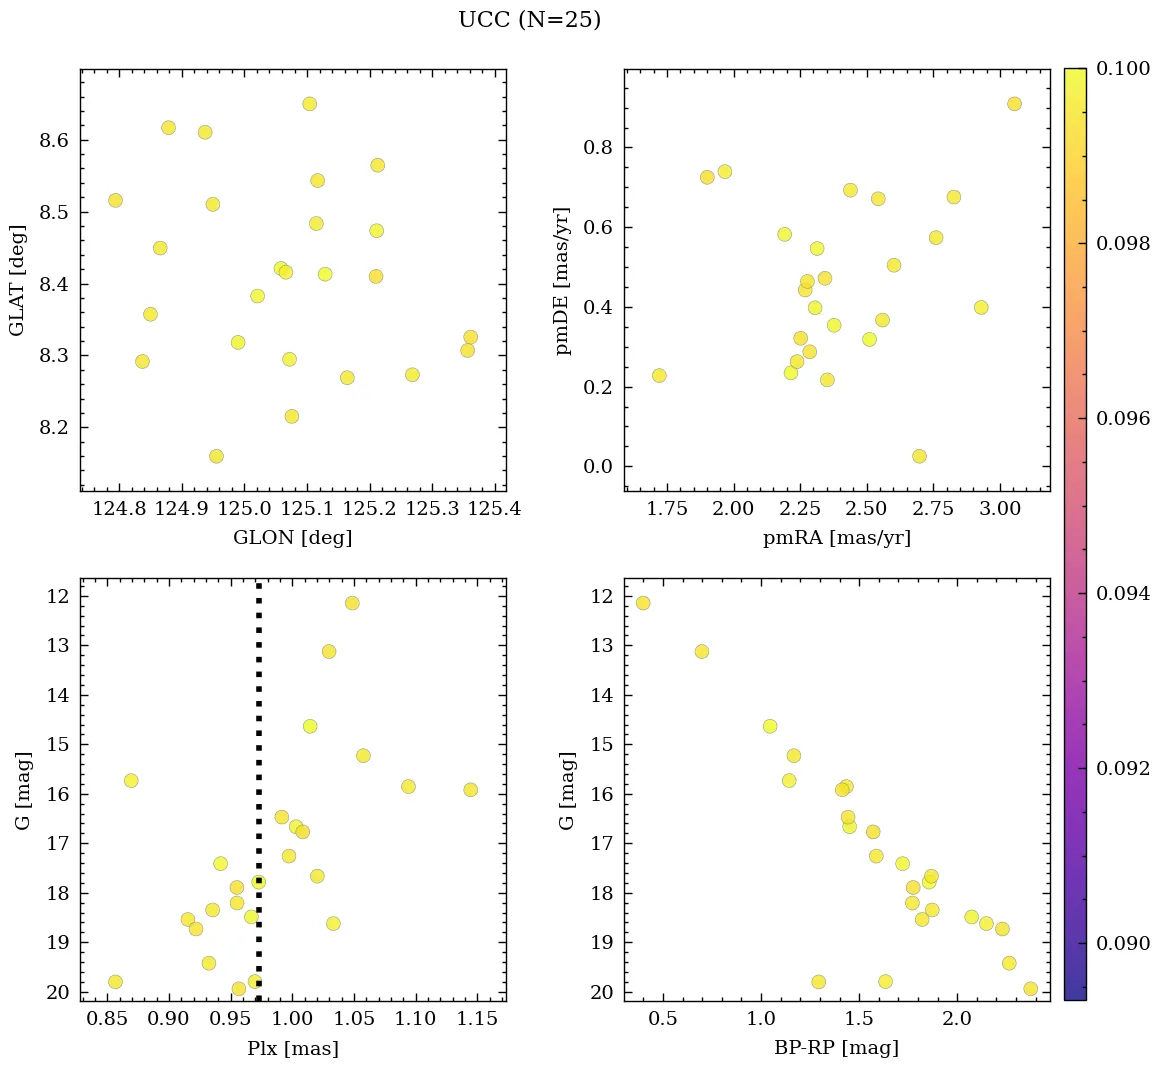 UCC (N=25)
8.6
8.5
8.4
8.3
8.2
GLAT [deg]
124.8 124.9 125.0 125.1 125.2 125.3 125.4
GLON [deg]
0.8
0.6
0.4
0.2
0.0
pmDE [mas/yr]
1.75 2.00 2.25 2.50 2.75 3.00
pmRA [mas/yr]
12
13
14
15
16
17
18
19
20
G [mag]
0.85 0.90 0.95 1.00 1.05 1.10 1.15
Plx [mas]
12
13
14
15
16
17
18
19
20
G [mag]
0.5 1.0 1.5 2.0
BP-RP [mag]
0.100
0.098
0.096
0.094
0.092
0.090